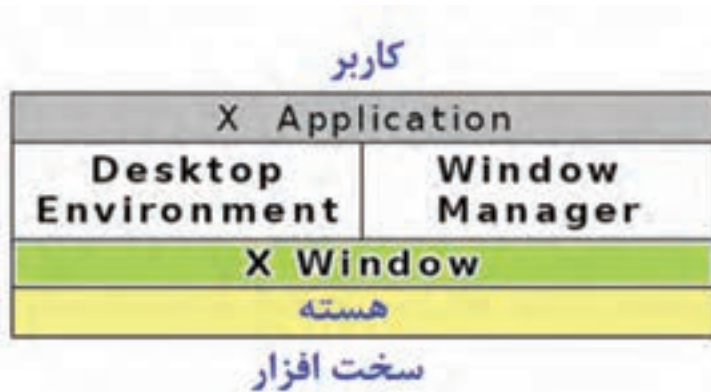 کاربر
X Application
Desktop Environment
Window Manager
X Window
هسته
سخت افزار